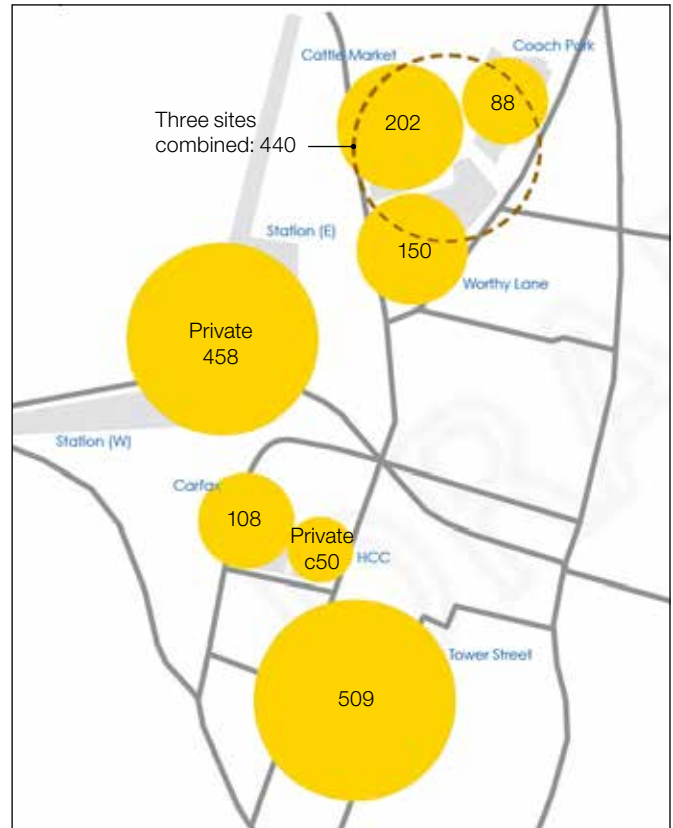 Cattle Market
Coach Park
88
202
Three sites
combined: 440
Station (E)
150
Worthy Lane
Private
458
Station (W)
Carfax
108
Private
c50
HCC
Tower Street
509